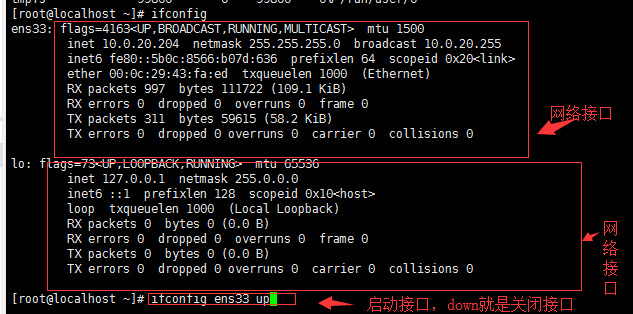 [root@localhost ~]# ifconfig
ens33: flags=4163<UP,BROADCAST,RUNNING,MULTICAST>  mtu 1500
inet 10.0.20.204  netmask 255.255.255.0  broadcast 10.0.20.255
inet6 fe80::5b0c:8566:b07d:636  prefixlen 64  scopeid 0x20<link>
ether 00:0c:29:43:fa:ed  txqueuelen 1000  (Ethernet)
RX packets 997  bytes 111722 (109.1 KiB)
RX errors 0  dropped 0  overruns 0  frame 0
TX packets 311  bytes 59615 (58.2 KiB)
TX errors 0  dropped 0 overruns 0  carrier 0  collisions 0
网络接口
lo: flags=73<UP,LOOPBACK,RUNNING>  mtu 65536
inet 127.0.0.1  netmask 255.0.0.0
inet6 ::1  prefixlen 128  scopeid 0x10<host>
loop  txqueuelen 1000  (Local Loopback)
RX packets 0  bytes 0 (0.0 B)
RX errors 0  dropped 0  overruns 0  frame 0
TX packets 0  bytes 0 (0.0 B)
TX errors 0  dropped 0 overruns 0  carrier 0  collisions 0
网络接口
[root@localhost ~]# ifconfig ens33 up
启动接口，down就是关闭接口